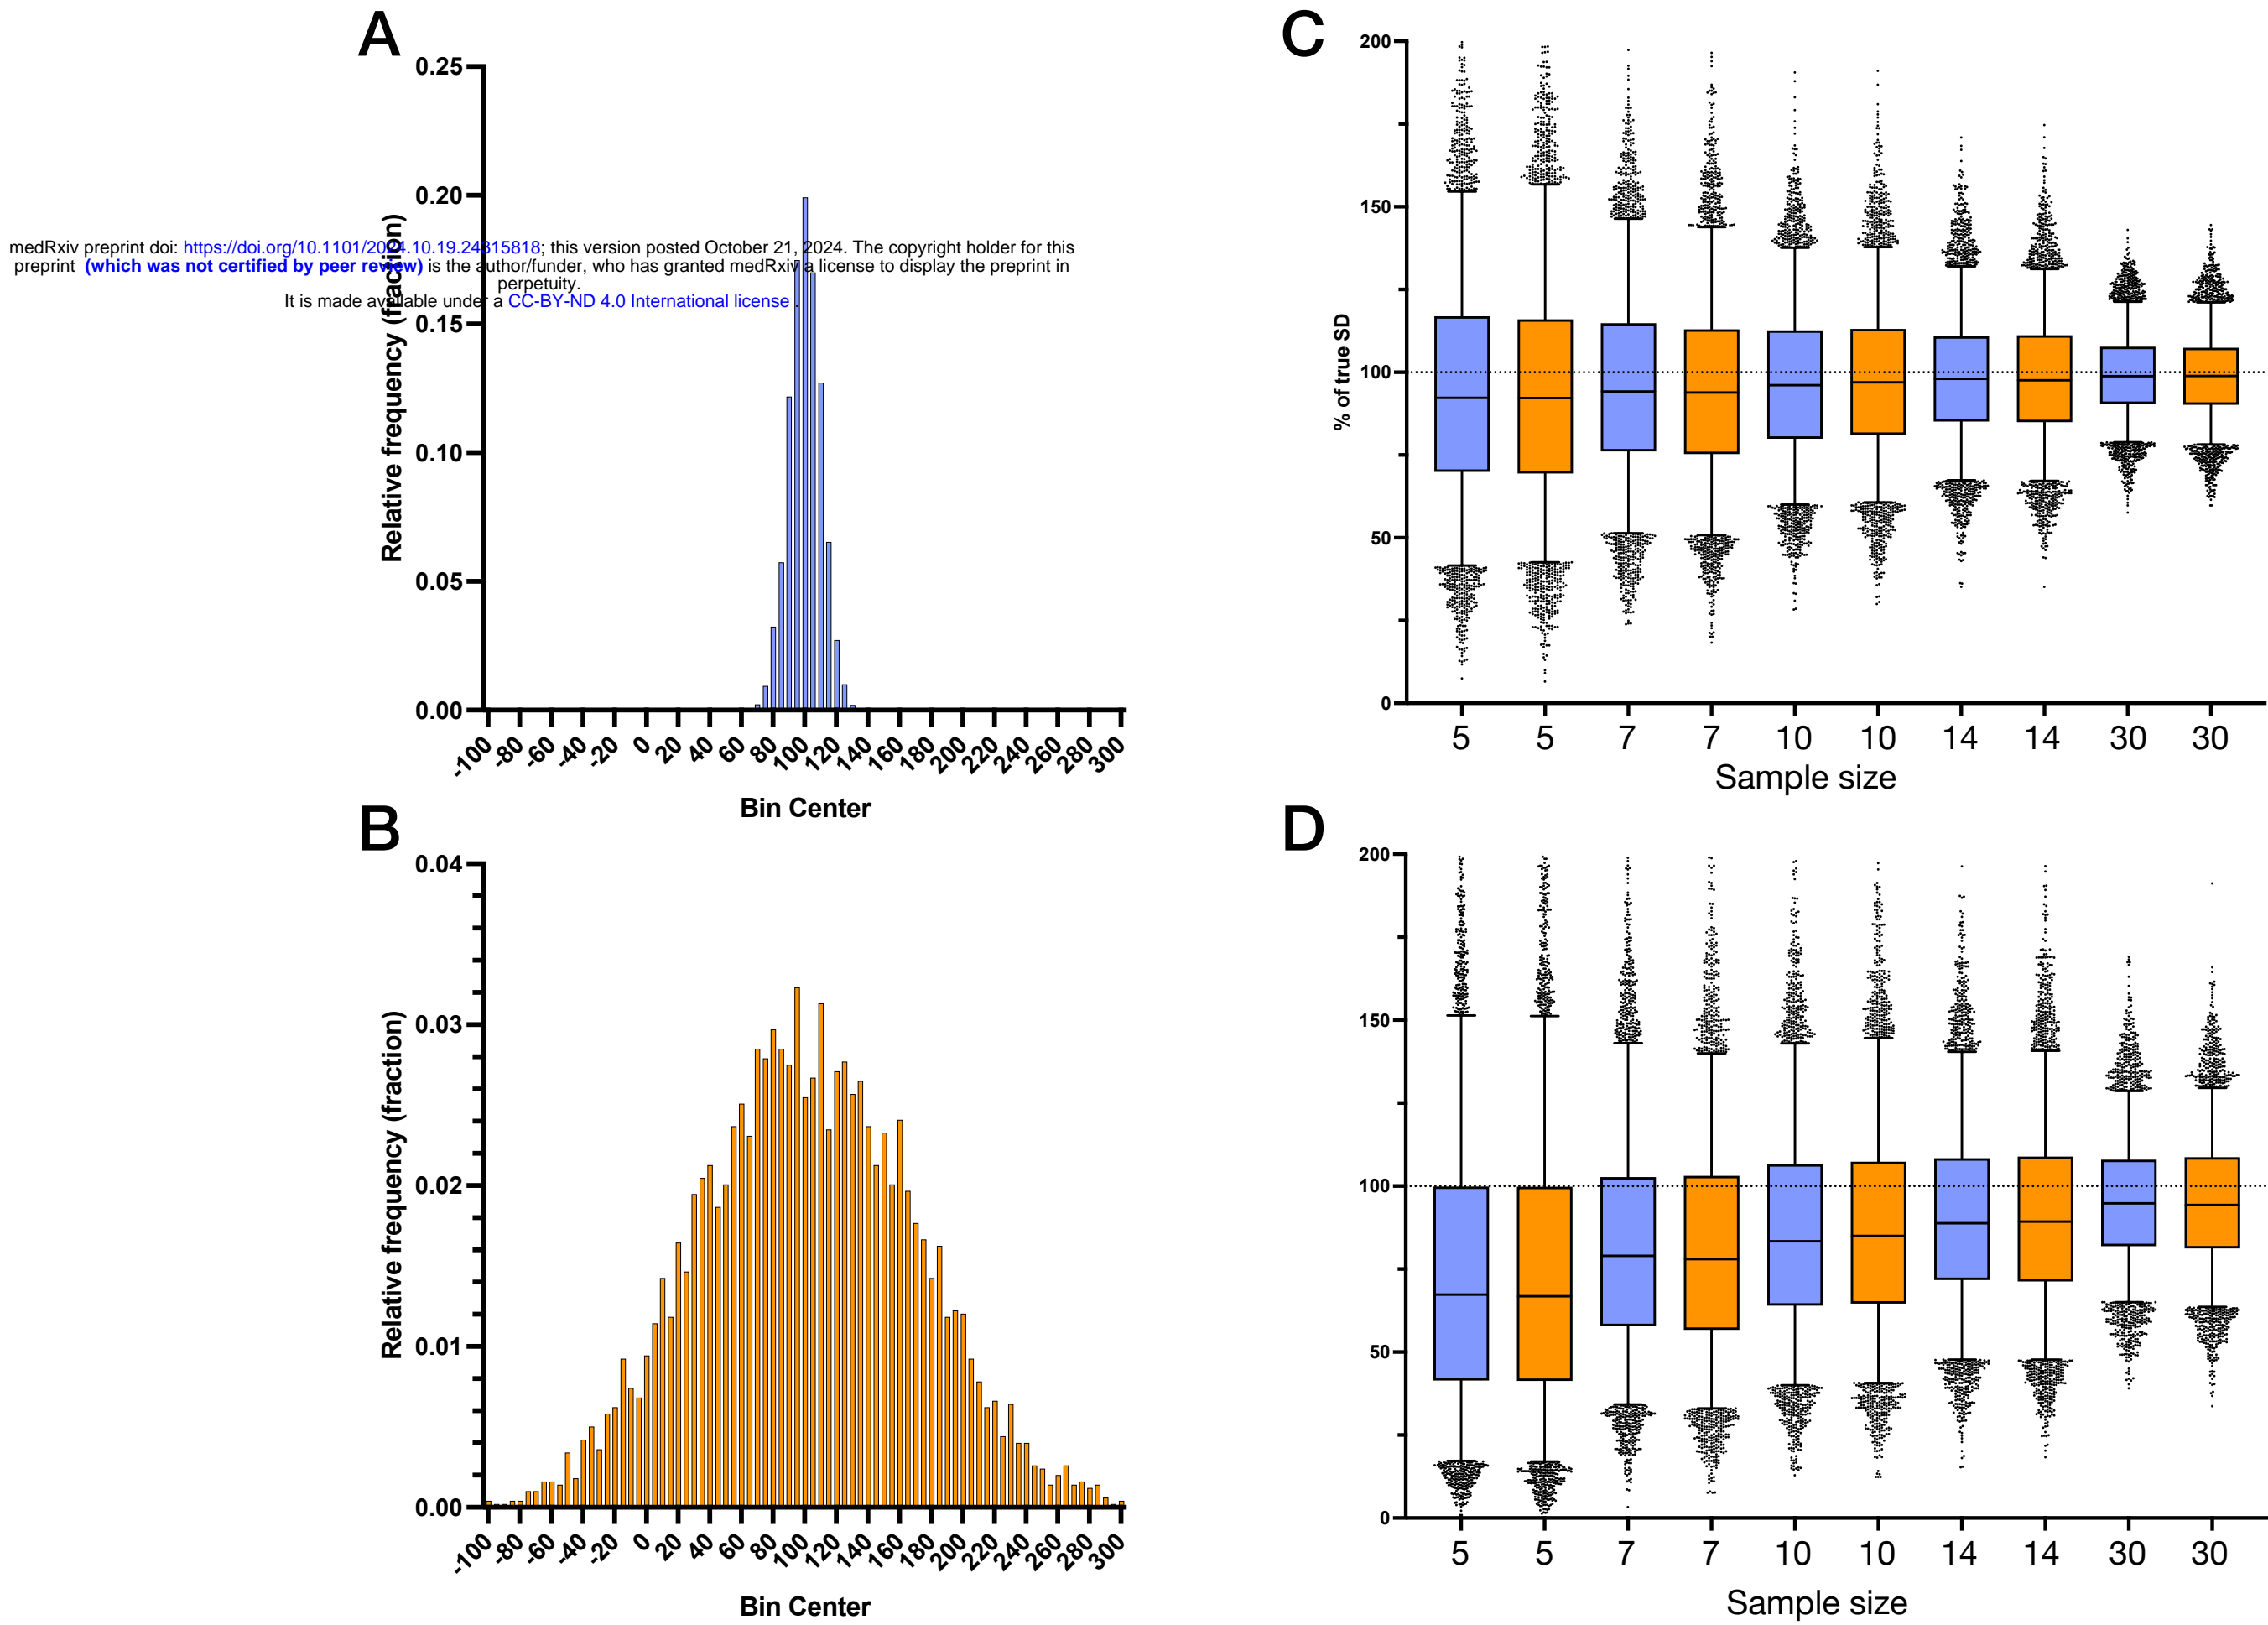 A
0.25
0.20
0.15
0.10
0.05
0.00
Relative frequency (fraction)
-100 -80 -60 -40 -20 0 20 40 60 80 100 120 140 160 180 200 220 240 260 280 300
Bin Center
medRxiv preprint doi: https://doi.org/10.1101/2024.10.19.24315818; this version posted October 21, 2024. The copyright holder for this
preprint (which was not certified by peer review) is the author/funder, who has granted medRxiv a license to display the preprint in
perpetuity.
It is made available under a CC-BY-ND 4.0 International license .
B
0.04
0.03
0.02
0.01
0.00
Relative frequency (fraction)
-100 -80 -60 -40 -20 0 20 40 60 80 100 120 140 160 180 200 220 240 260 280 300
Bin Center
C
200
150
100
50
0
% of true SD
5 5 7 7 10 10 14 14 30 30
Sample size
D
200
150
100
50
0
5 5 7 7 10 10 14 14 30 30
Sample size